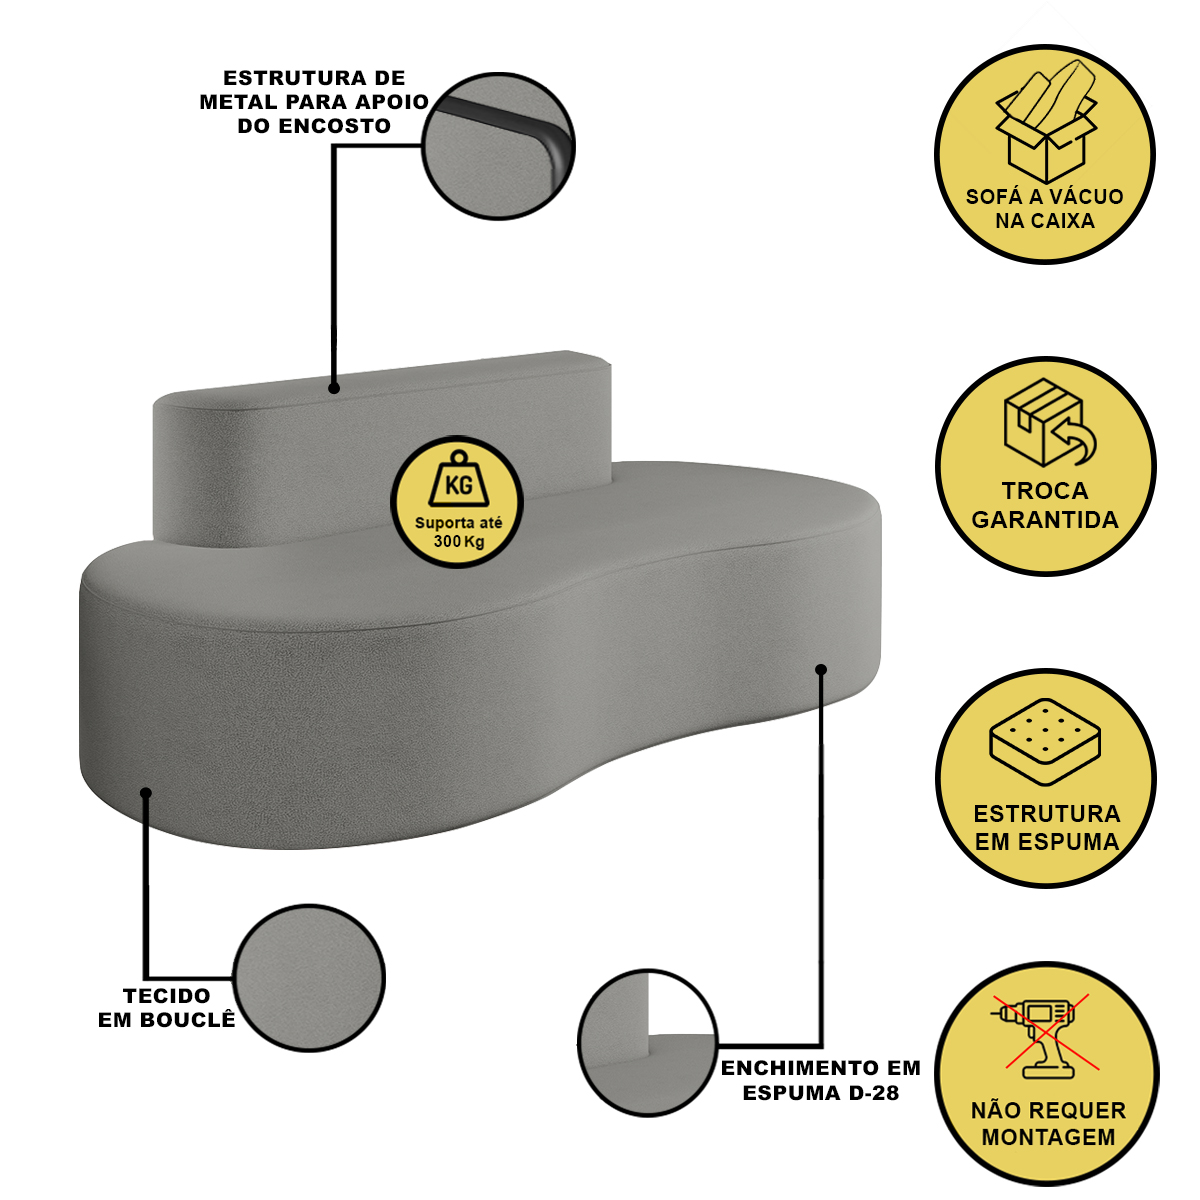 ESTRUTURA DE
METAL PARA APOIO
DO ENCOSTO
SOFÁ A VÁCUO
NA CAIXA
TROCA
GARANTIDA
KG
Suporta até
300 Kg
ESTRUTURA
EM ESPUMA
TECIDO
EM BOUCLÊ
ENCHIMENTO EM
ESPUMA D-28
NÃO REQUER
MONTAGEM